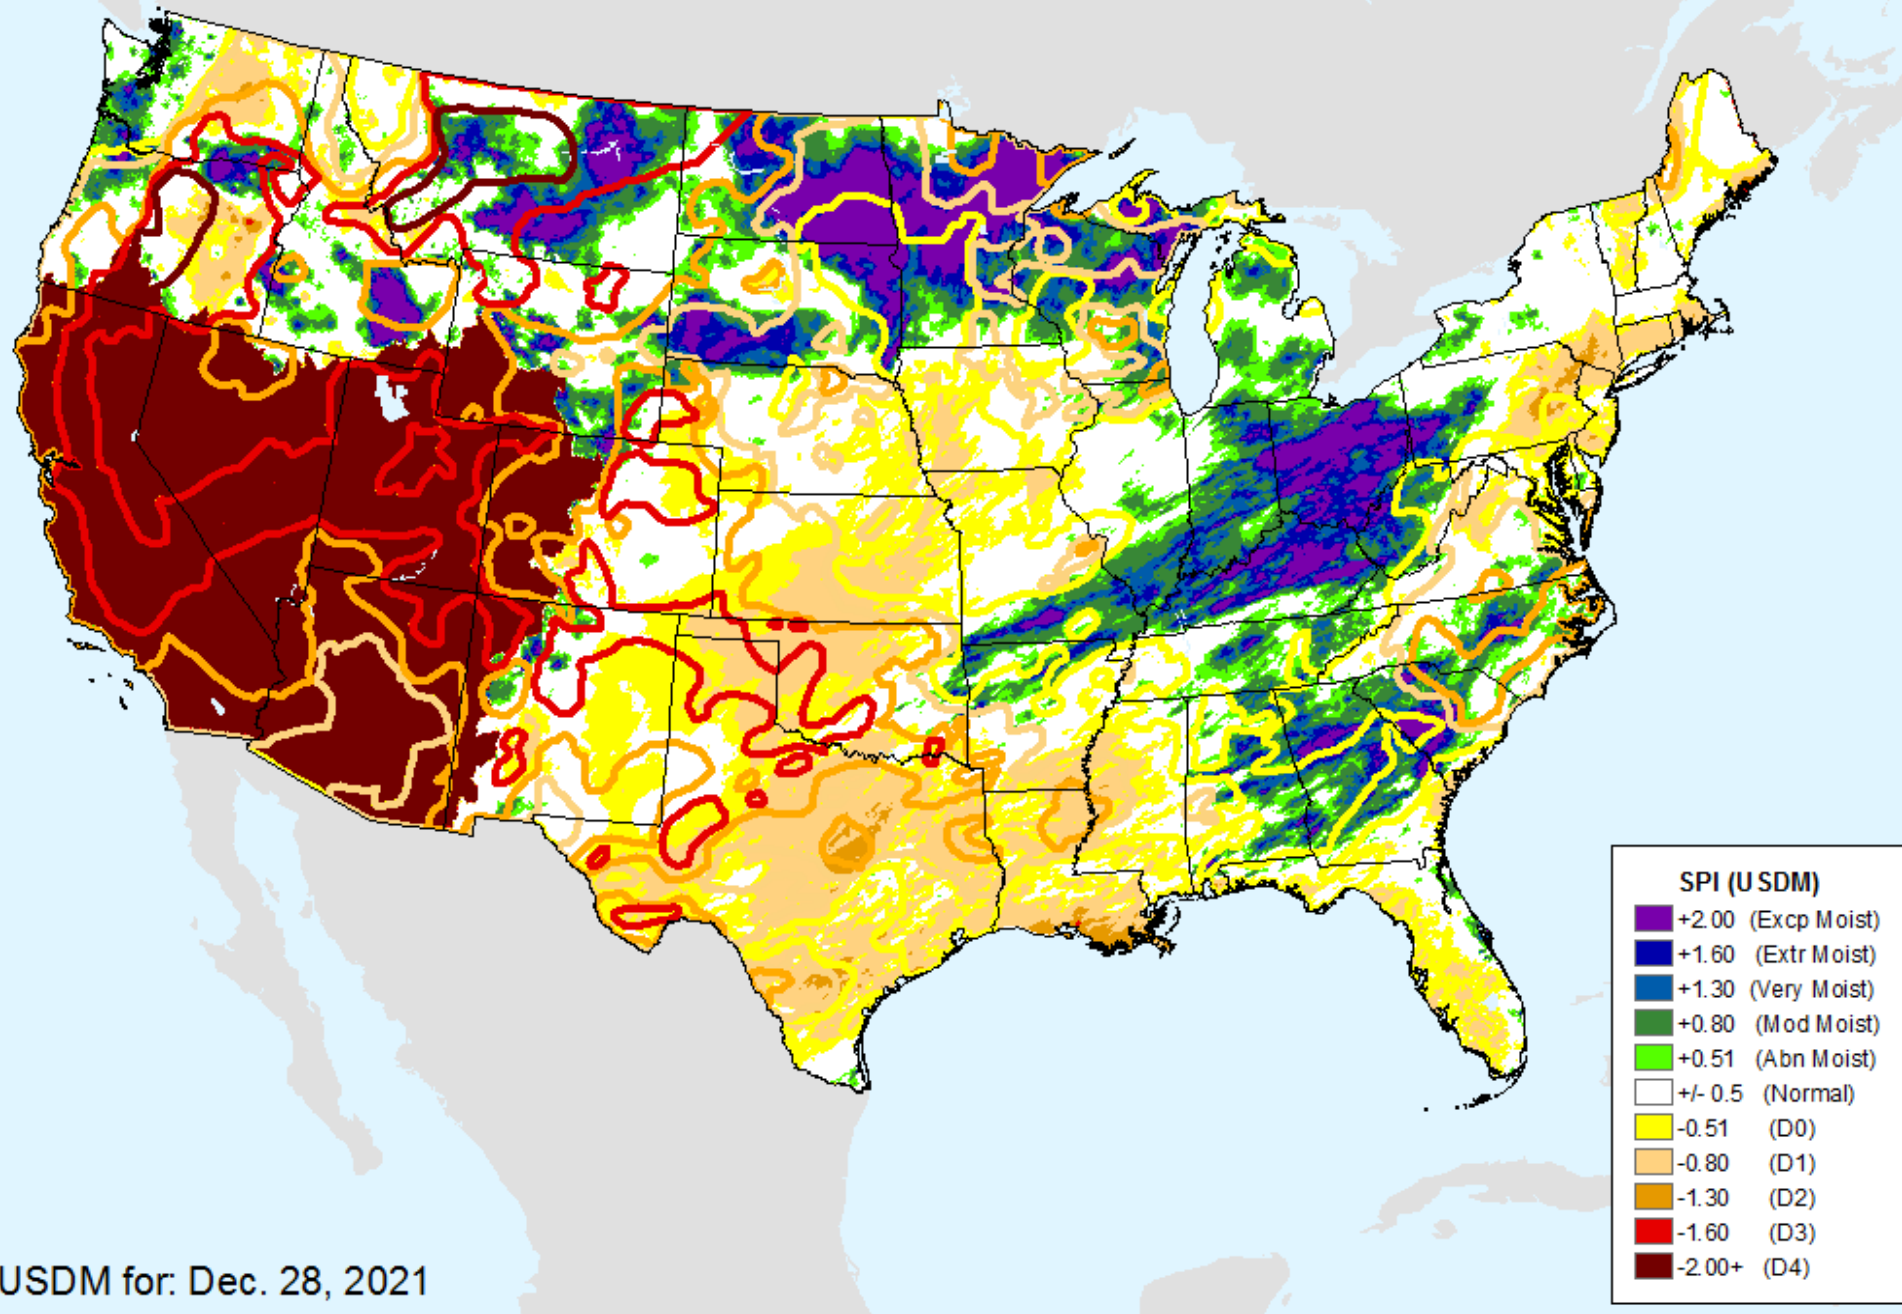 SPI (USDM)
+2.00 (Excp Moist)
+1.60 (Extr Moist)
+1.30 (Very Moist)
+0.80 (Mod Moist)
+0.51 (Abn Moist)
+/- 0.5 (Normal)
-0.51 (D0)
-0.80 (D1)
-1.30 (D2)
-1.60 (D3)
-2.00+ (D4)
USDM for: Dec. 28, 2021